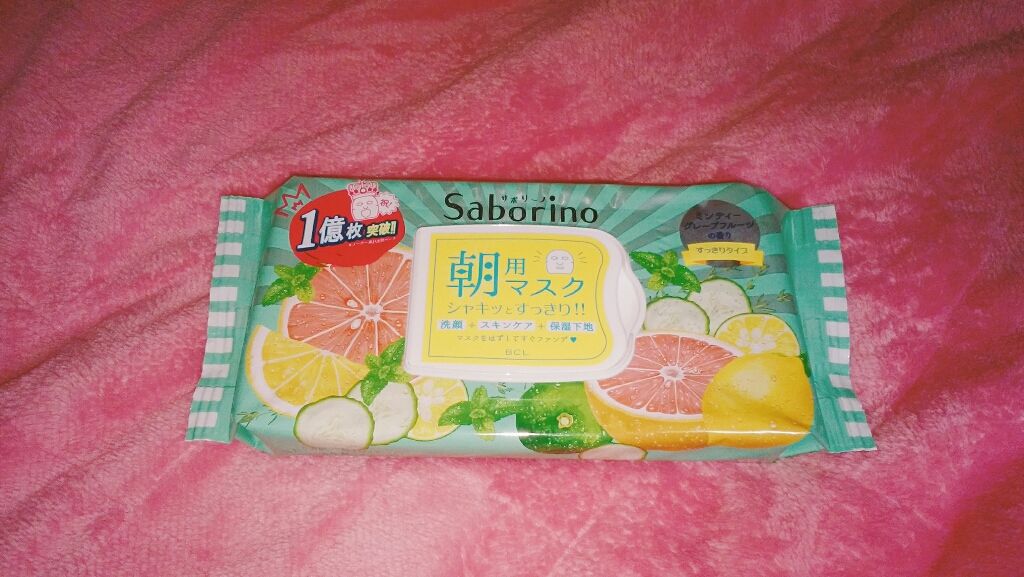 サボリーノ
Saborino
祝
1億枚突破!!
ミンティー
グレープフルーツ
の香り
すっきりタイプ
朝用
マスク
シャキッとすっきり!!
洗顔+スキンケア+保湿下地
マスクをはずしてすぐファンデ♥
BCL